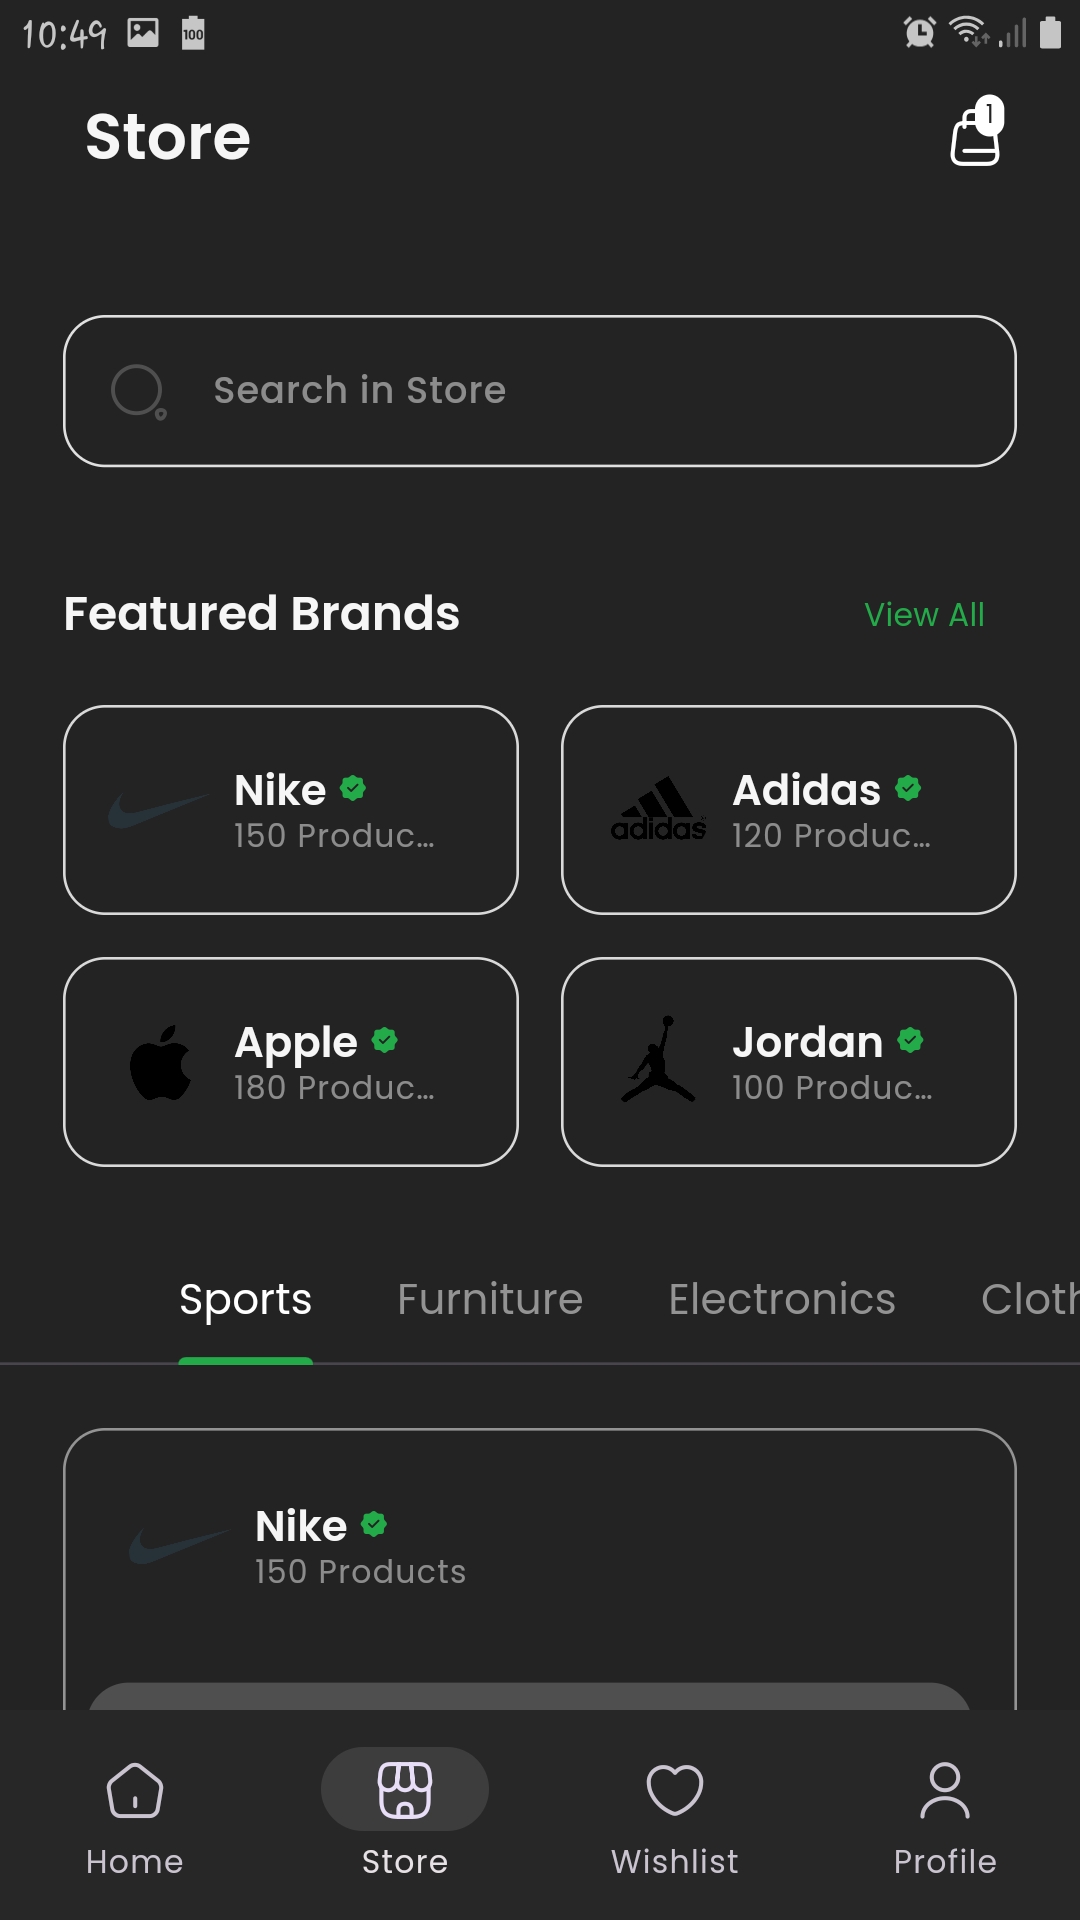 10:49
100
Store
1
Search in Store
Featured Brands
View All
Nike
150 Produc...
adidas
Adidas
120 Produc...
Apple
180 Produc...
Jordan
100 Produc...
Sports Furniture Electronics Cloth
Nike
150 Products
Home Store Wishlist Profile